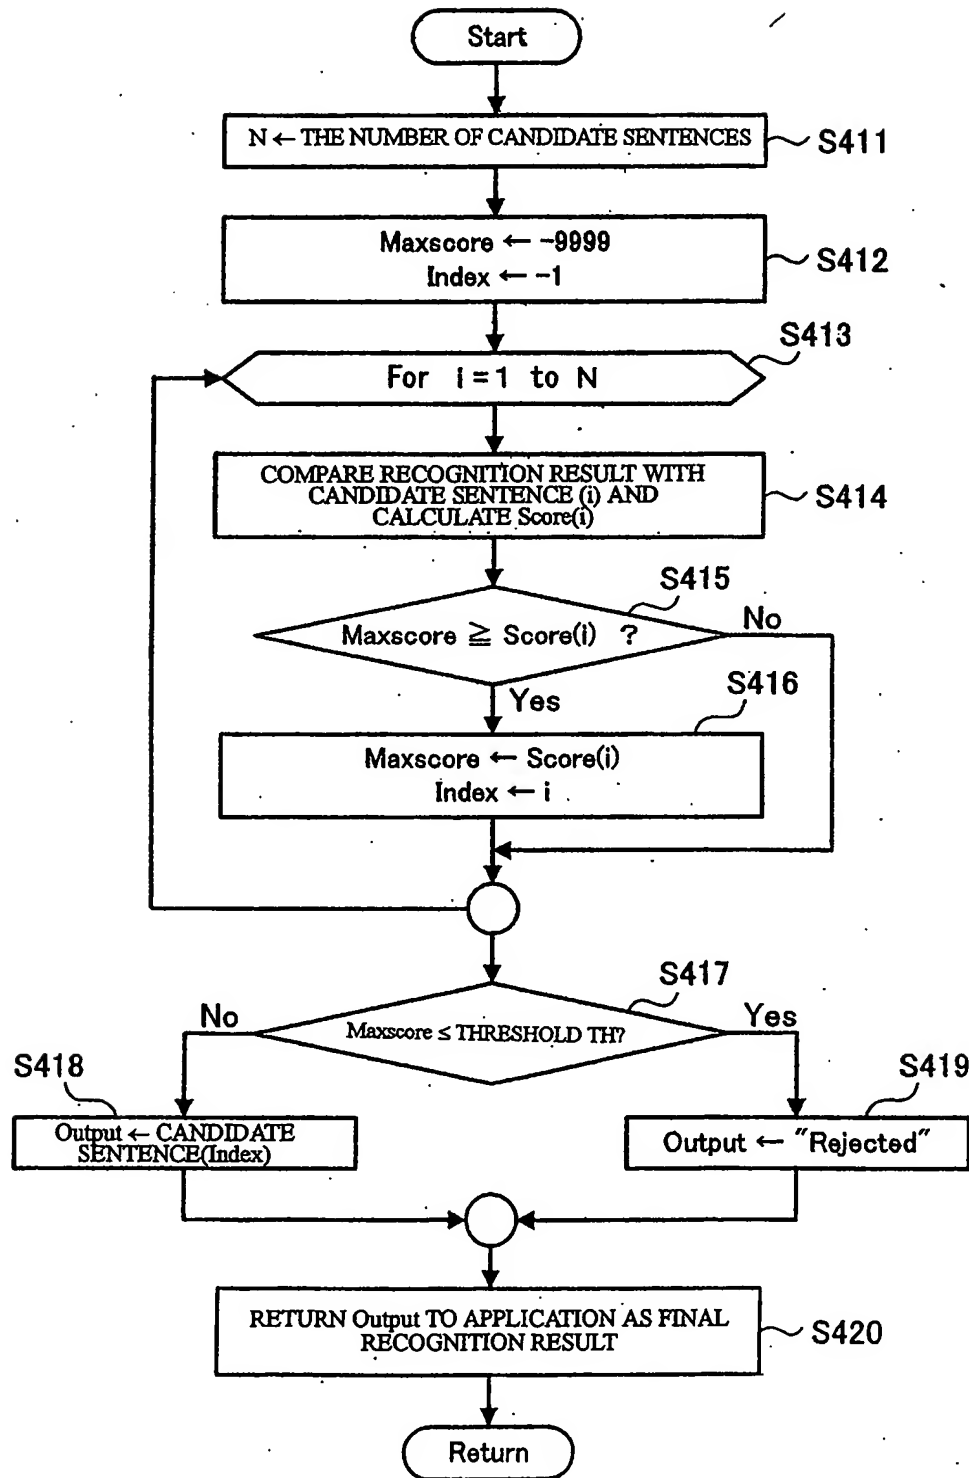 Start
N ← THE NUMBER OF CANDIDATE SENTENCES
S411
Maxscore ← -9999
Index ← -1
S412
S413
For i = 1 to N
COMPARE RECOGNITION RESULT WITH
CANDIDATE SENTENCE (i) AND
CALCULATE Score(i)
S414
S415
Maxscore ≧ Score(i) ?
No
Yes
S416
Maxscore ← Score(i)
Index ← i
S417
No
Maxscore ≤ THRESHOLD TH?
Yes
S418
S419
Output ← CANDIDATE
SENTENCE(Index)
Output ← "Rejected"
RETURN Output TO APPLICATION AS FINAL
RECOGNITION RESULT
S420
Return